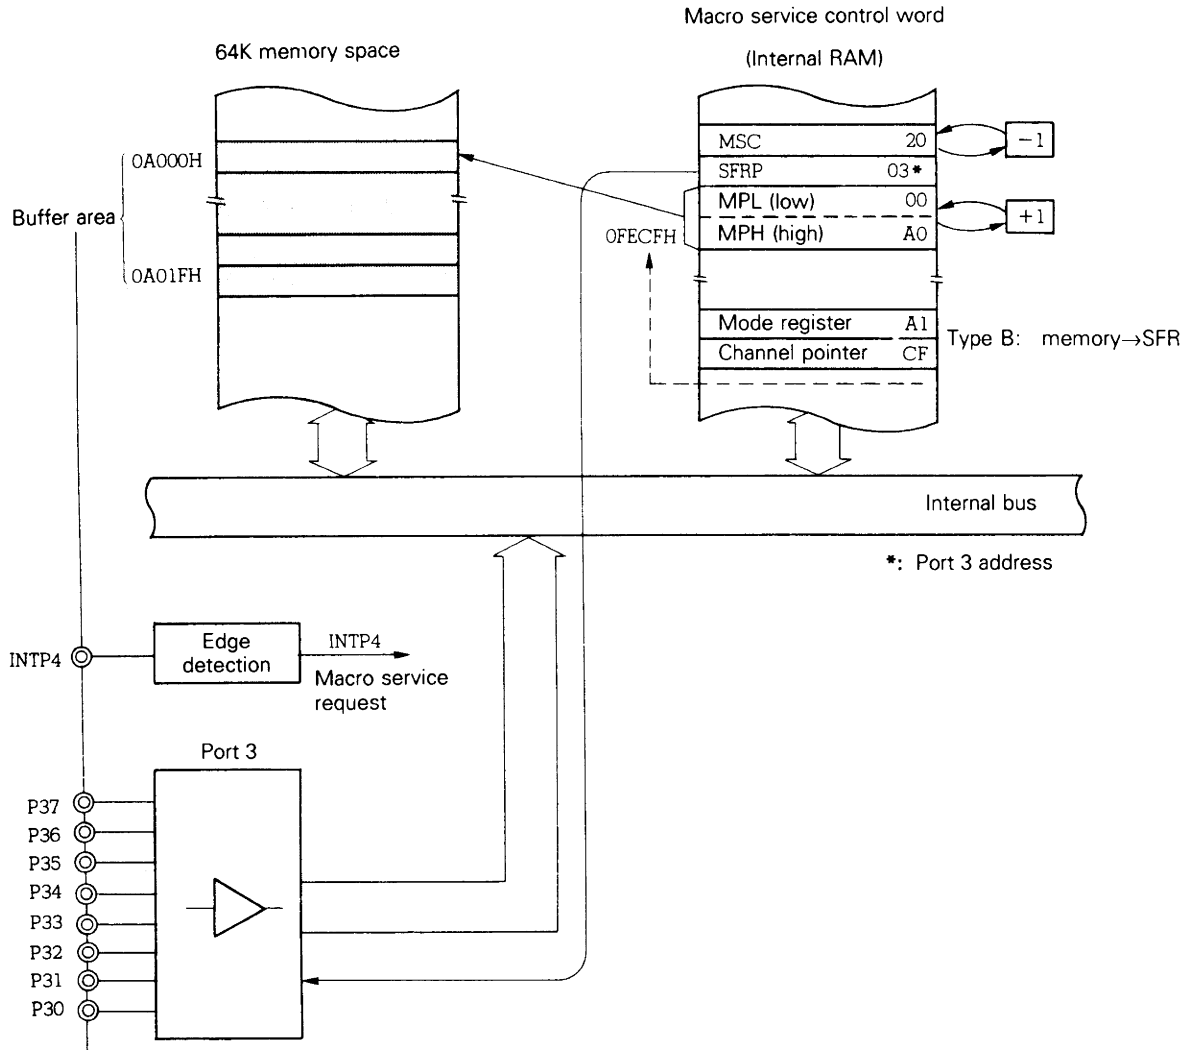 Macro service control word
(Internal RAM)
64K memory space
MSC 20
−1
0A000H
SFRP 03*
MPL (low) 00
+1
Buffer area
0FECFH
MPH (high) A0
0A01FH
Mode register A1
Type B: memory→SFR
Channel pointer CF
Internal bus
*: Port 3 address
INTP4
Edge
detection
INTP4
Macro service
request
Port 3
P37
P36
P35
P34
P33
P32
P31
P30